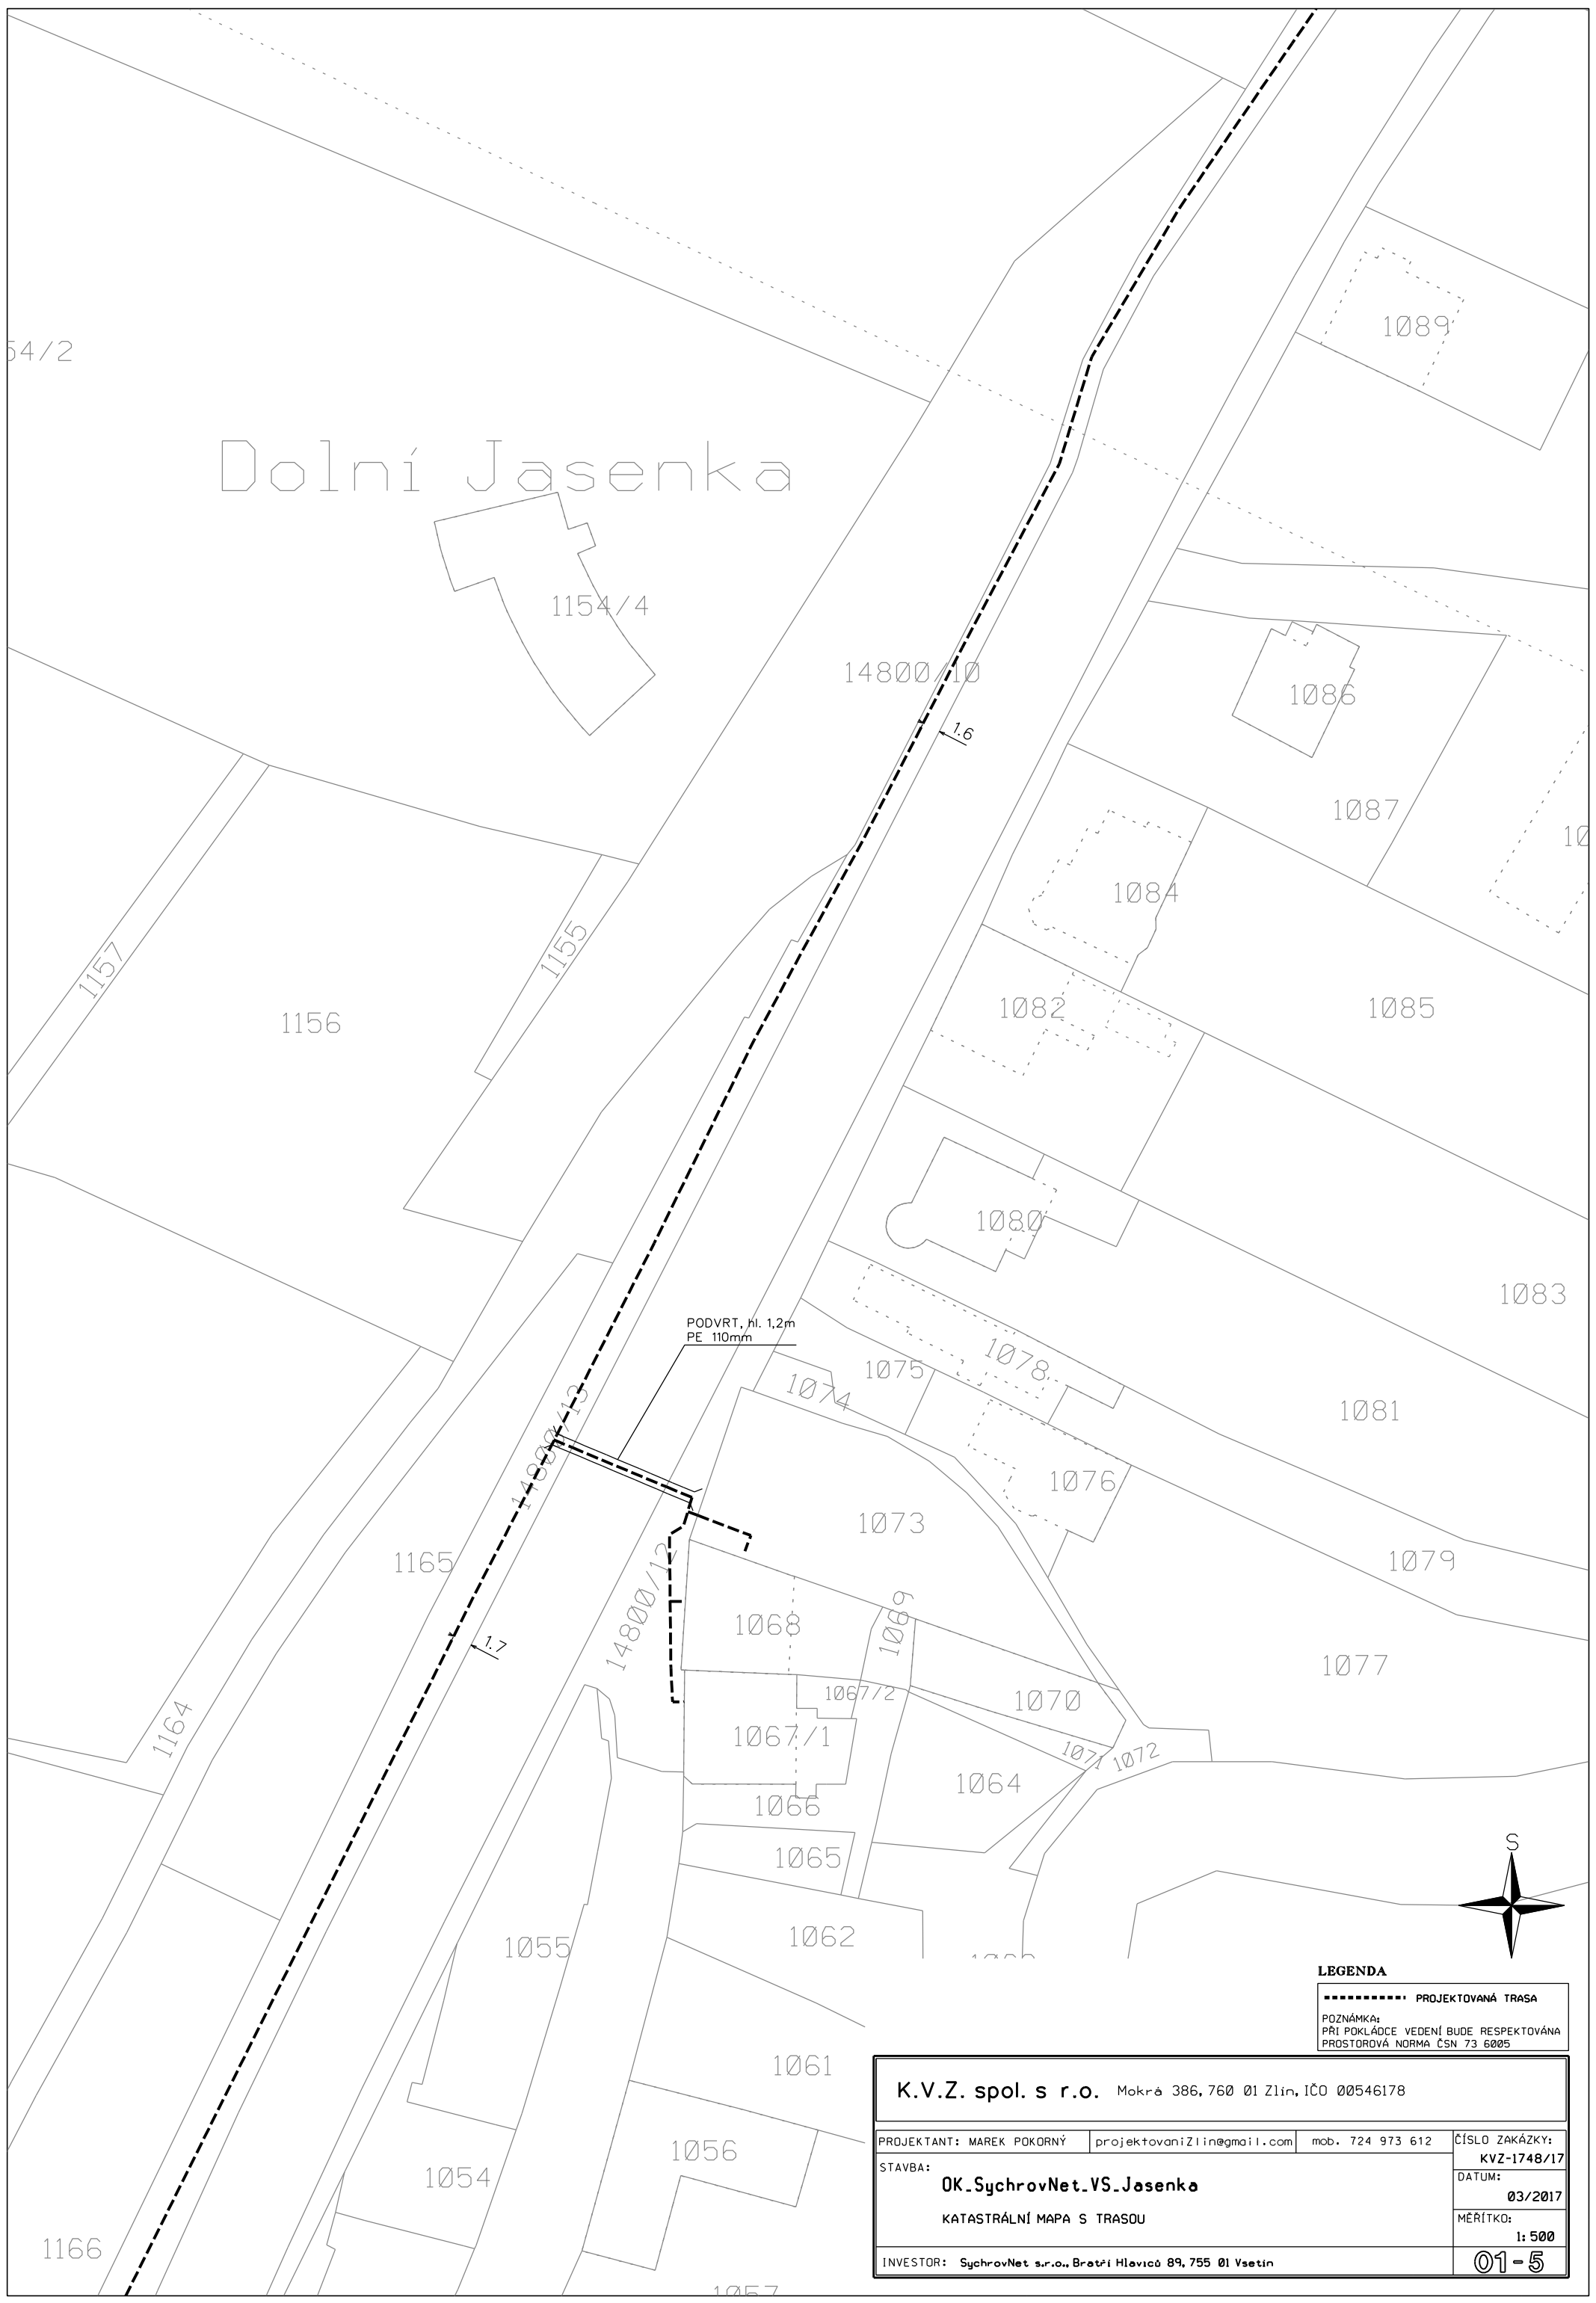 1089
54/2
Dolní Jasenka
1154/4
14800/10
1086
1.6
1087
1084
1155
1157
1082
1085
1156
1080
1083
PODVRT, hl. 1,2m
PE 110mm
1078
1075
1074
1081
14800/13
1076
1073
1079
1165
14800/12
1068
1069
1.7
1077
1067/2
1070
1067/1
1164
1071
1072
1064
1066
S
1065
1062
1055
LEGENDA
PROJEKTOVANÁ TRASA
POZNÁMKA:
PŘI POKLÁDCE VEDENÍ BUDE RESPEKTOVÁNA
PROSTOROVÁ NORMA ČSN 73 6005
1061
K.V.Z. spol. s r.o. Mokrá 386, 760 01 Zlín, IČO 00546178
PROJEKTANT: MAREK POKORNÝ projektovaniZlin@gmail.com mob. 724 973 612
ČÍSLO ZAKÁZKY:
KVZ-1748/17
1056
1054
STAVBA:
OK_SychrovNet_VS_Jasenka
DATUM:
03/2017
KATASTRÁLNÍ MAPA S TRASOU
MĚŘÍTKO:
1: 500
1166
INVESTOR: SychrovNet s.r.o., Bratří Hlaviců 89, 755 01 Vsetín
01-5
1057